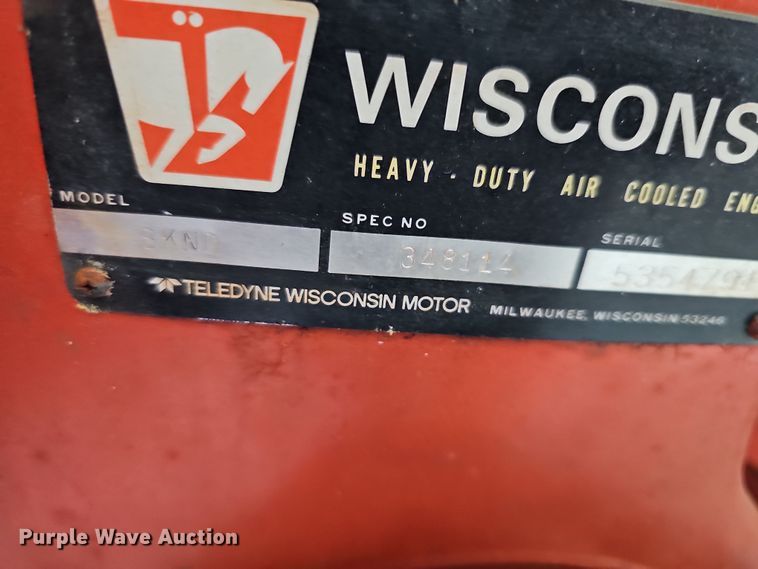 WISCONS
HEAVY - DUTY AIR COOLED ENG
MODEL
SPEC NO
SERIAL
348114
TELEDYNE WISCONSIN MOTOR
MILWAUKEE, WISCONSIN 53246
Purple Wave Auction